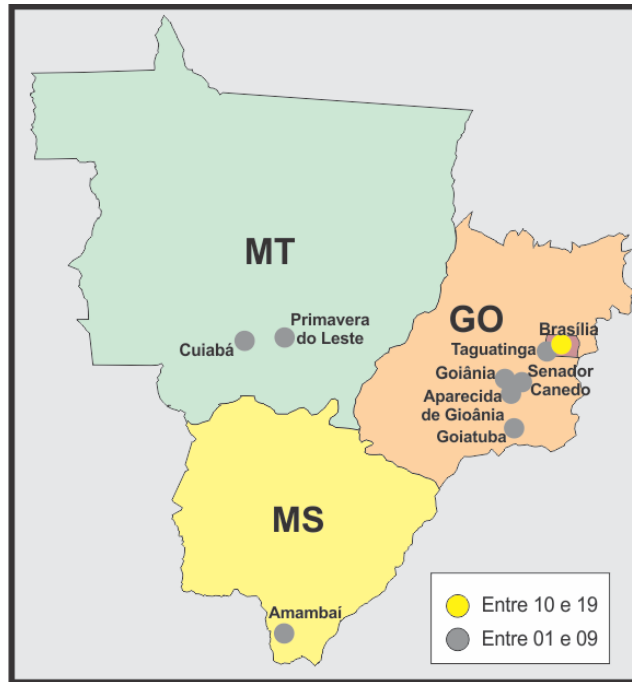 MT
Primavera
do Leste
Cuiabá
GO
Brasília
Taguatinga
Goiânia
Senador
Canedo
Aparecida
de Gioânia
Goiatuba
MS
Amambaí
Entre 10 e 19
Entre 01 e 09